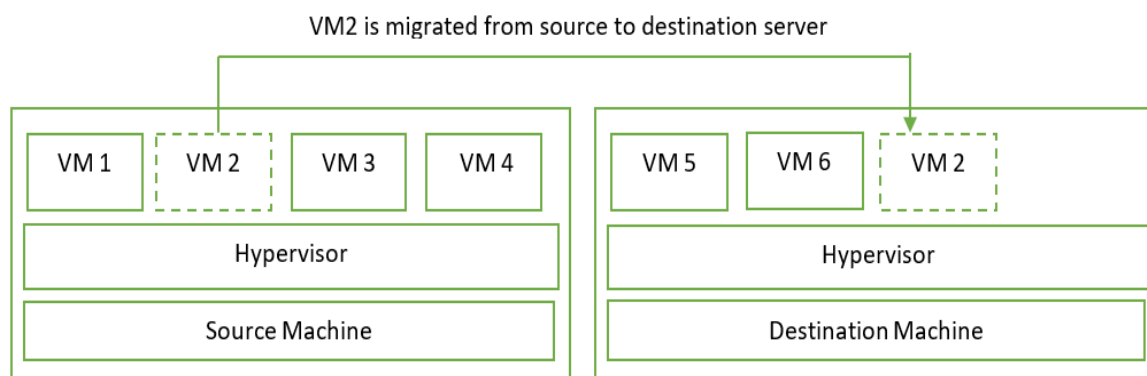 VM2 is migrated from source to destination server
VM 1
VM 2
VM 3
VM 4
Hypervisor
Source Machine
VM 5
VM 6
VM 2
Hypervisor
Destination Machine